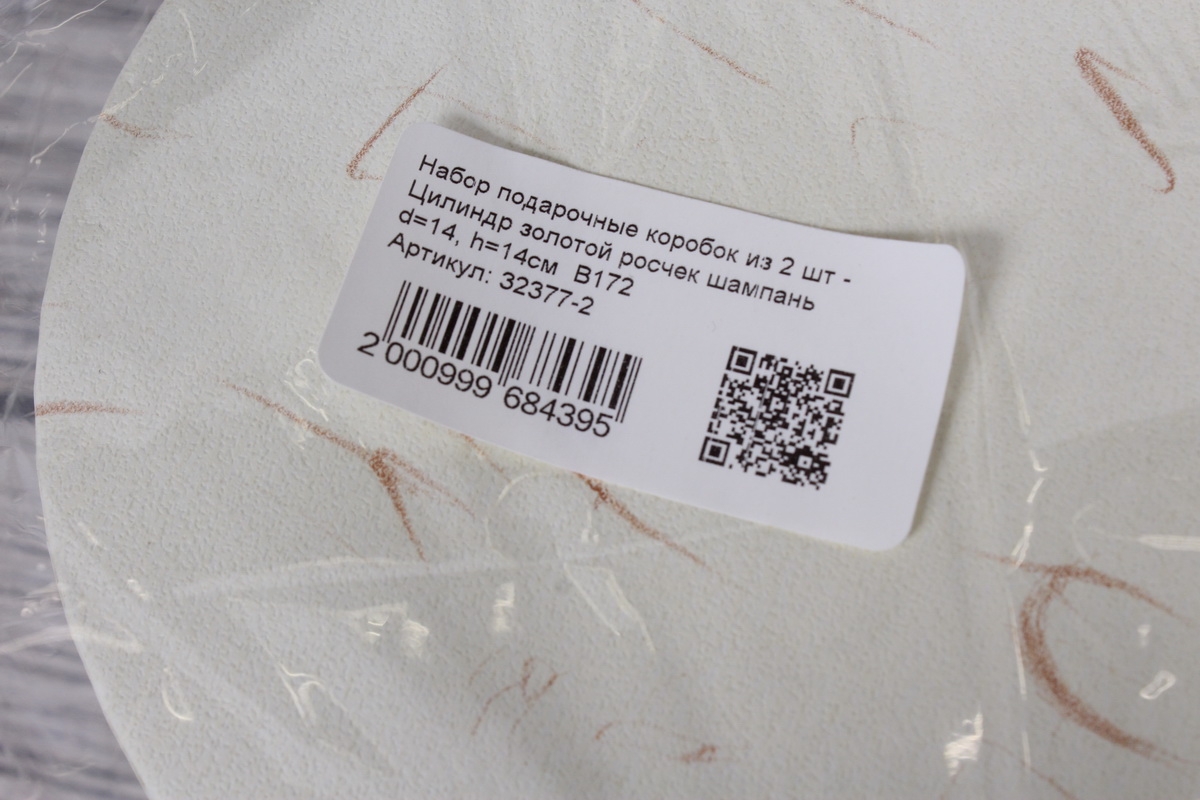 Набор подарочные коробок из 2 шт -
Цилиндр золотой росчек шампань
d=14, h=14см B172
Артикул: 32377-2
2 000999 684395